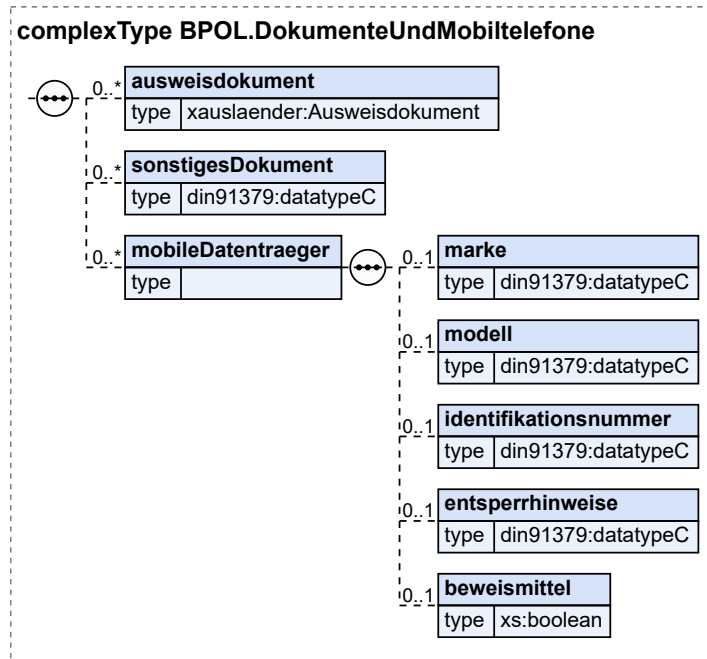 complexType BPOL.DokumenteUndMobiltelefone
0..* ausweisdokument
type xauslaender:Ausweisdokument
0..* sonstigesDokument
type din91379:datatypeC
0..* mobileDatentraeger
type
0..1 marke
type din91379:datatypeC
0..1 modell
type din91379:datatypeC
0..1 identifikationsnummer
type din91379:datatypeC
0..1 entsperrhinweise
type din91379:datatypeC
0..1 beweismittel
type xs:boolean